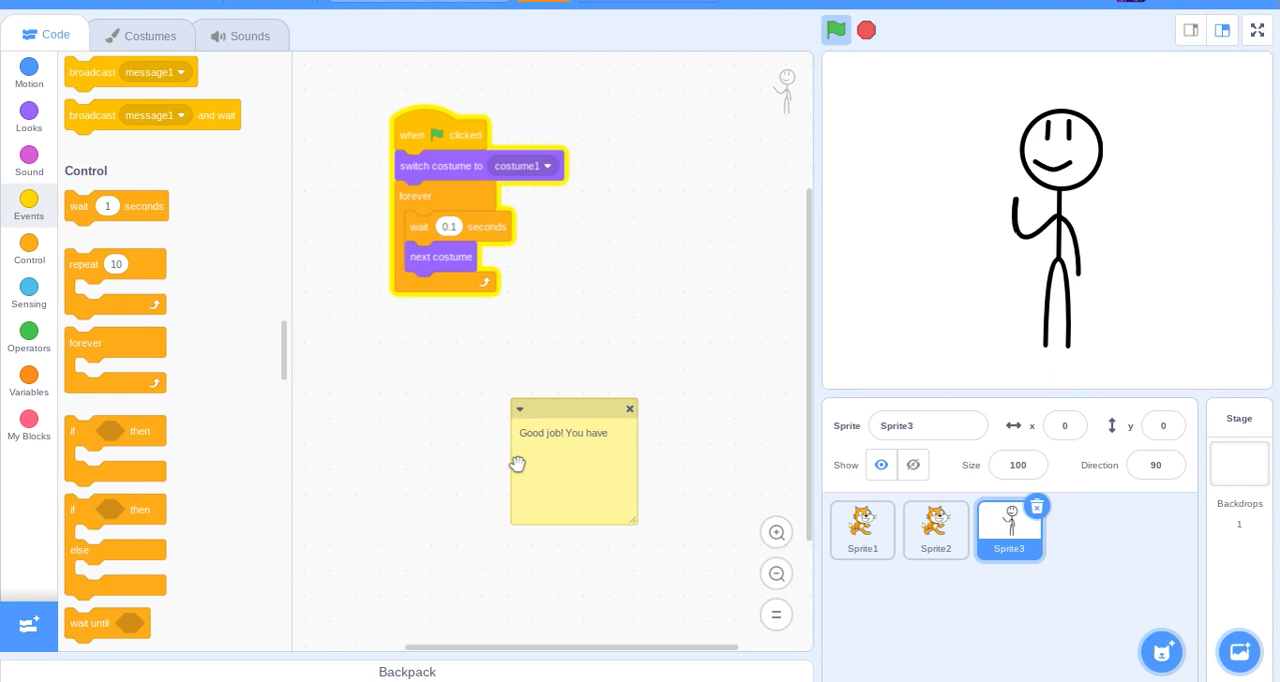 Code
Costumes
Sounds
Motion
Looks
Sound
Events
Control
Sensing
Operators
Variables
My Blocks
broadcast message1
broadcast message1 and wait
Control
wait 1 seconds
repeat 10
forever
if then
if then
else
wait until
when clicked
switch costume to costume1
forever
wait 0.1 seconds
next costume
Good job! You have
Backpack
Sprite Sprite3 x 0 y 0
Show Size 100 Direction 90
Sprite1
Sprite2
Sprite3
Stage
Backdrops
1